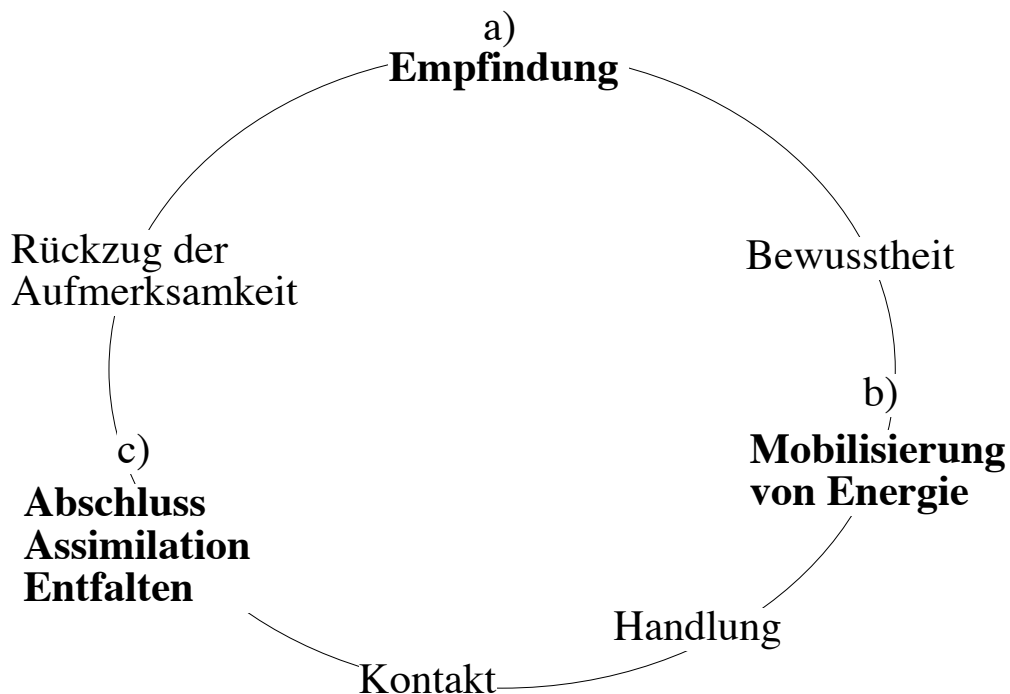 a)
Empfindung
Rückzug der
Aufmerksamkeit
Bewusstheit
b)
Mobilisierung
von Energie
c)
Abschluss
Assimilation
Entfalten
Handlung
Kontakt